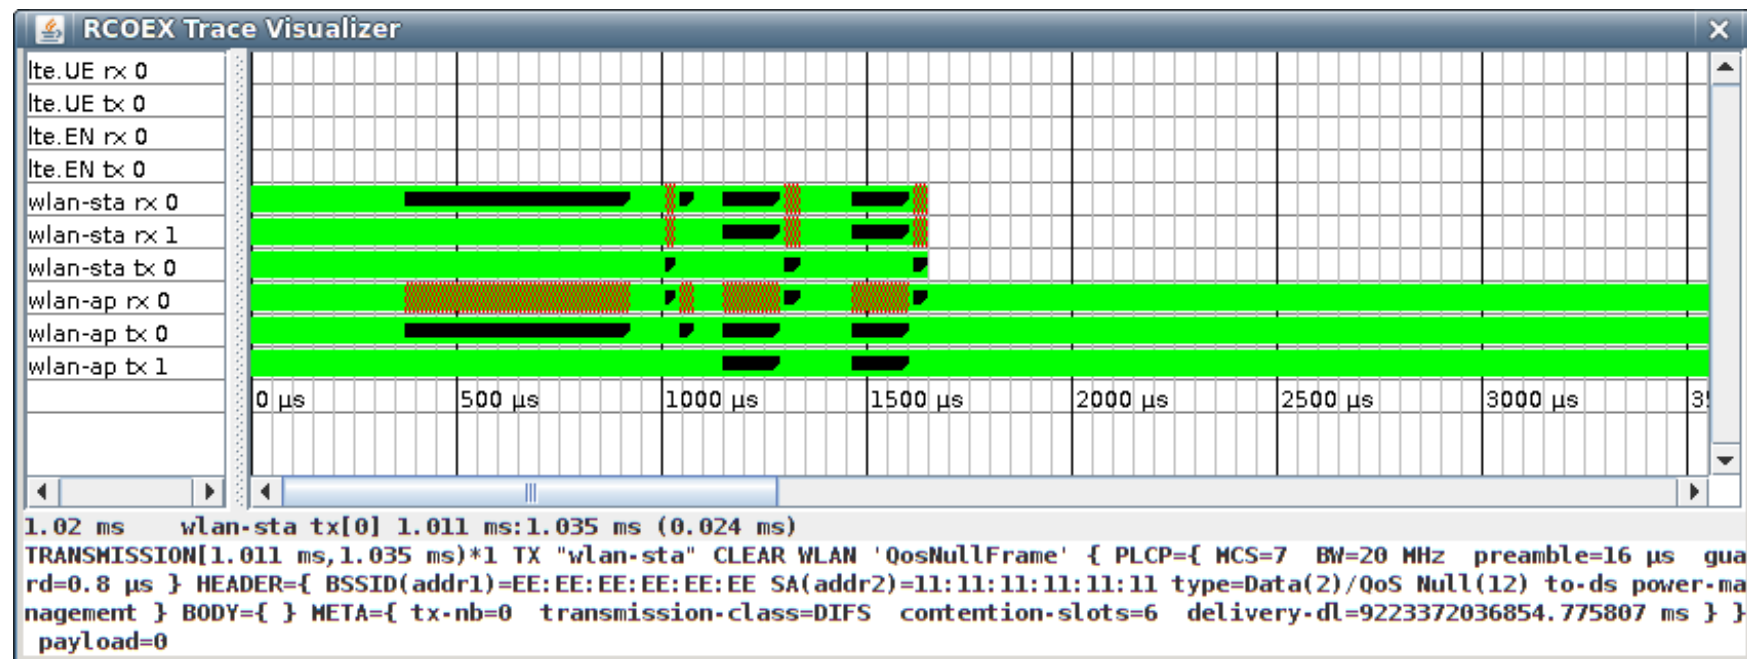 RCOEX Trace Visualizer
lte.UE rx 0
lte.UE tx 0
lte.EN rx 0
lte.EN tx 0
wlan-sta rx 0
wlan-sta rx 1
wlan-sta tx 0
wlan-ap rx 0
wlan-ap tx 0
wlan-ap tx 1
0 µs 500 µs 1000 µs 1500 µs 2000 µs 2500 µs 3000 µs
1.02 ms wlan-sta tx[0] 1.011 ms:1.035 ms (0.024 ms)
TRANSMISSION[1.011 ms,1.035 ms)*1 TX "wlan-sta" CLEAR WLAN 'QosNullFrame' { PLCP={ MCS=7 BW=20 MHz preamble=16 µs gua
rd=0.8 µs } HEADER={ BSSID(addr1)=EE:EE:EE:EE:EE:EE SA(addr2)=11:11:11:11:11:11 type=Data(2)/QoS Null(12) to-ds power-ma
nagement } BODY={ } META={ tx-nb=0 transmission-class=DIFS contention-slots=6 delivery-dl=9223372036854.775807 ms } }
payload=0